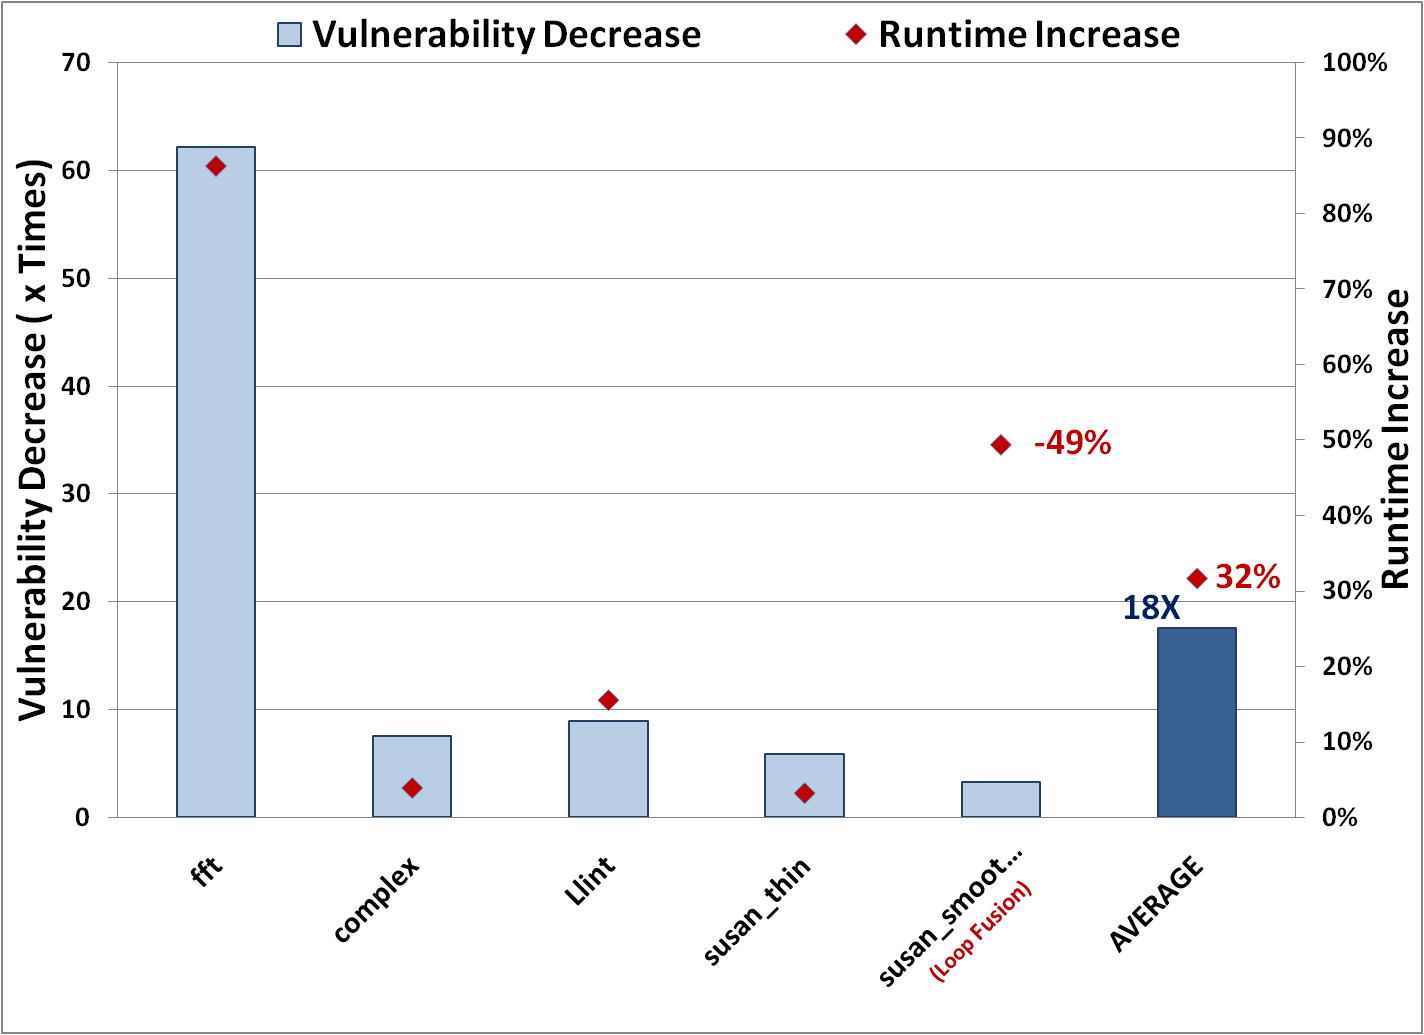 Vulnerability Decrease
Runtime Increase
Vulnerability Decrease ( x Times)
70
60
50
40
30
20
10
0
100%
90%
80%
70%
60%
50%
40%
30%
20%
10%
0%
Runtime Increase
-49%
32%
18X
fft
complex
Llint
susan_thin
susan_smoot...
(Loop Fusion)
AVERAGE